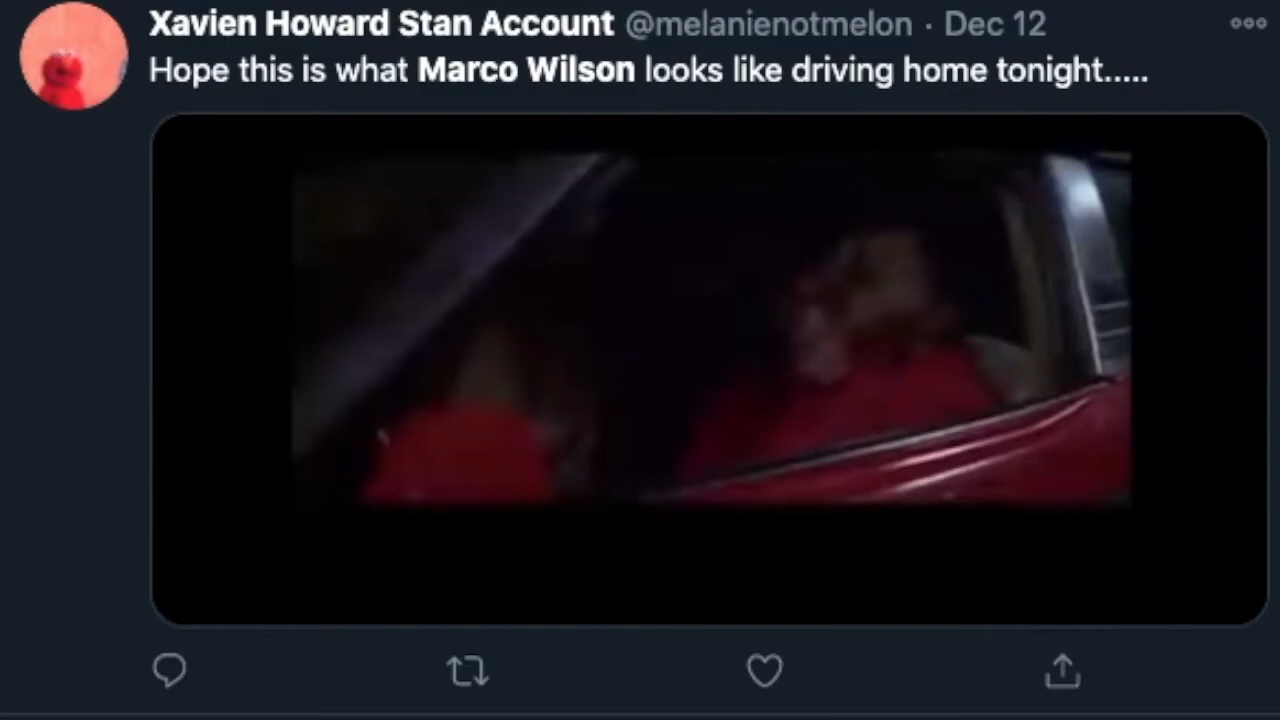 Xavien Howard Stan Account @melanienotmelon · Dec 12
Hope this is what Marco Wilson looks like driving home tonight.....